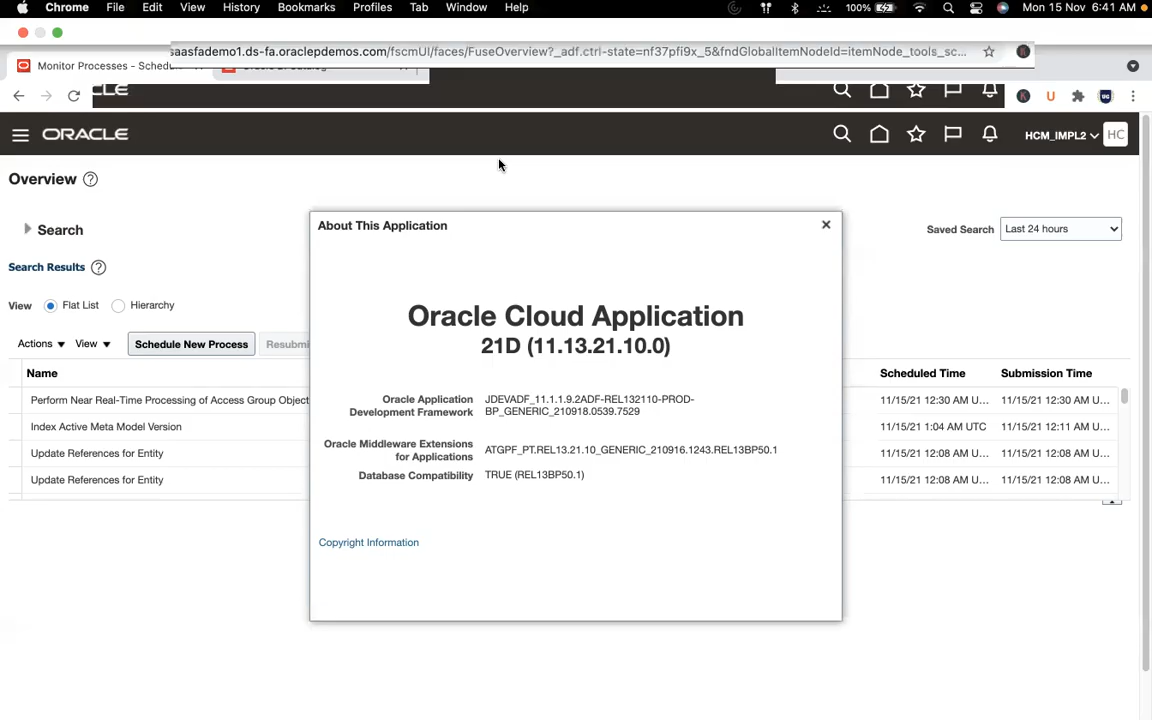 Chrome File Edit View History Bookmarks Profiles Tab Window Help 100% Mon 15 Nov 6:41 AM
saasfademo1.ds-fa.oraclepdemos.com/fscmUI/faces/FuseOverview?_adf.ctrl-state=nf37pfi9x_5&fndGlobalItemNodeId=itemNode_tools_sc...
Monitor Processes - Schedu
ORACLE HCM_IMPL2 HC
Overview
Search Saved Search Last 24 hours
Search Results
View Flat List Hierarchy
Actions View Schedule New Process Resubmi
Name Scheduled Time Submission Time
Perform Near Real-Time Processing of Access Group Object 11/15/21 12:30 AM U... 11/15/21 12:30 AM U...
Index Active Meta Model Version 11/15/21 1:04 AM UTC 11/15/21 12:11 AM U...
Update References for Entity 11/15/21 12:08 AM U... 11/15/21 12:08 AM U...
Update References for Entity 11/15/21 12:08 AM U... 11/15/21 12:08 AM U...
About This Application
Oracle Cloud Application
21D (11.13.21.10.0)
Oracle Application Development Framework JDEVADF_11.1.1.9.2ADF-REL132110-PROD-
BP_GENERIC_210918.0539.7529
Oracle Middleware Extensions for Applications ATGPF_PT.REL13.21.10_GENERIC_210916.1243.REL13BP50.1
Database Compatibility TRUE (REL13BP50.1)
Copyright Information